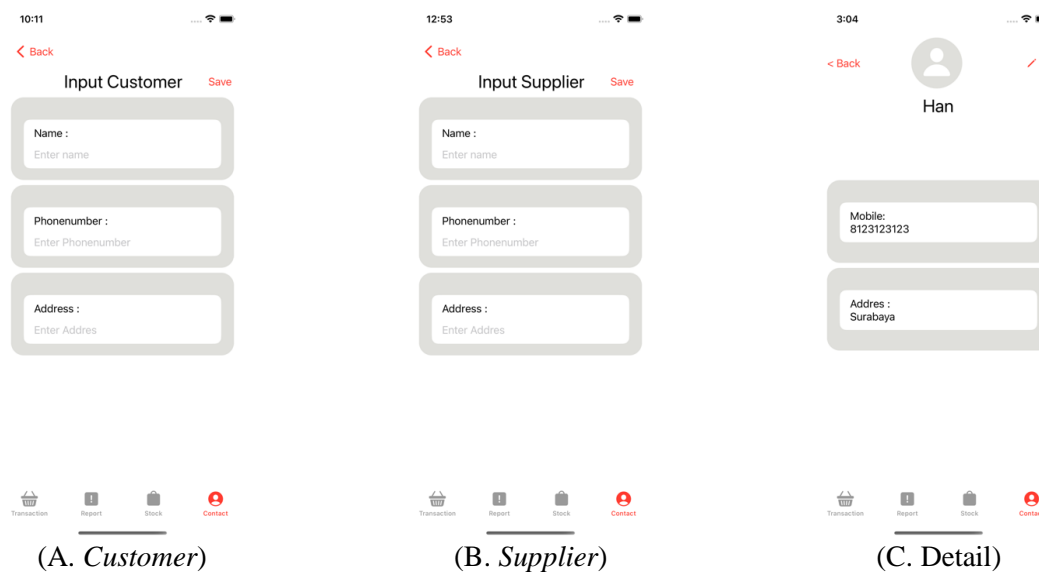 10:11
Back
Input Customer
Save
Name :
Enter name
Phonenumber :
Enter Phonenumber
Address :
Enter Addres
Transaction Report Stock Contact
(A. Customer)
12:53
Back
Input Supplier
Save
Name :
Enter name
Phonenumber :
Enter Phonenumber
Address :
Enter Addres
Transaction Report Stock Contact
(B. Supplier)
3:04
< Back
Han
Mobile:
8123123123
Addres :
Surabaya
Transaction Report Stock Contac
(C. Detail)